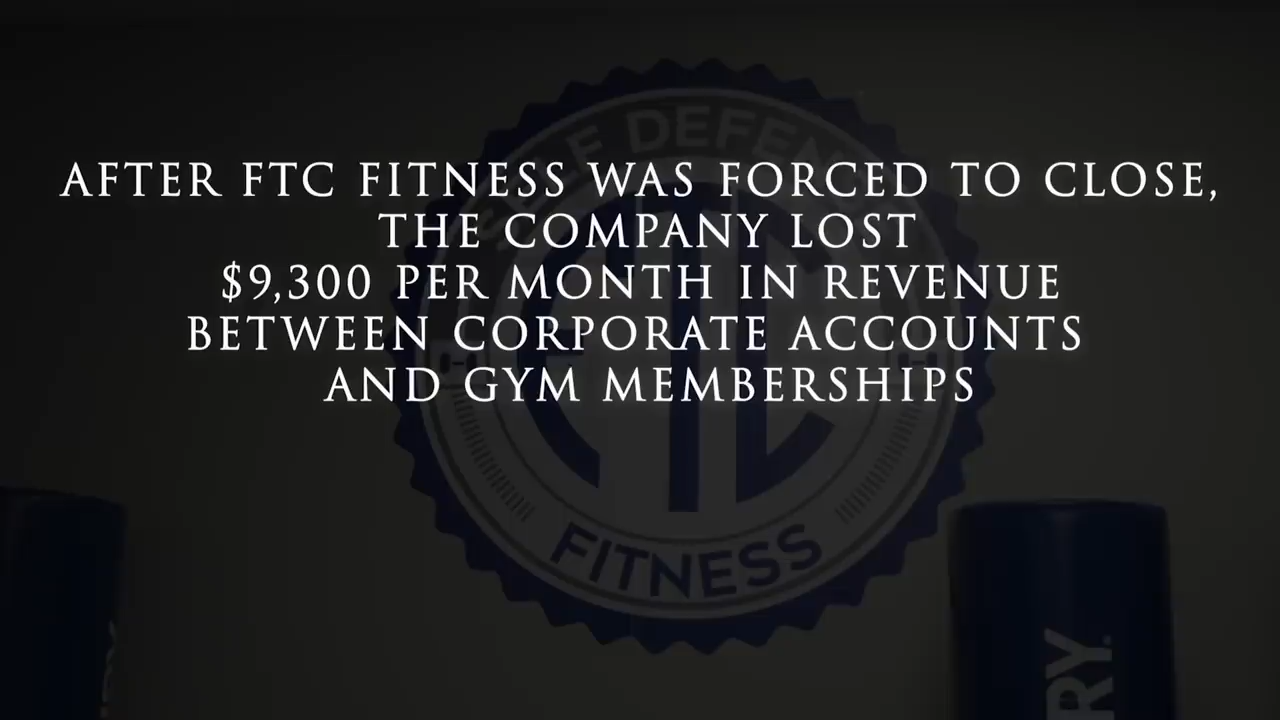 AFTER FTC FITNESS WAS FORCED TO CLOSE,
THE COMPANY LOST
$9,300 PER MONTH IN REVENUE
BETWEEN CORPORATE ACCOUNTS
AND GYM MEMBERSHIPS
FTC
FITNESS